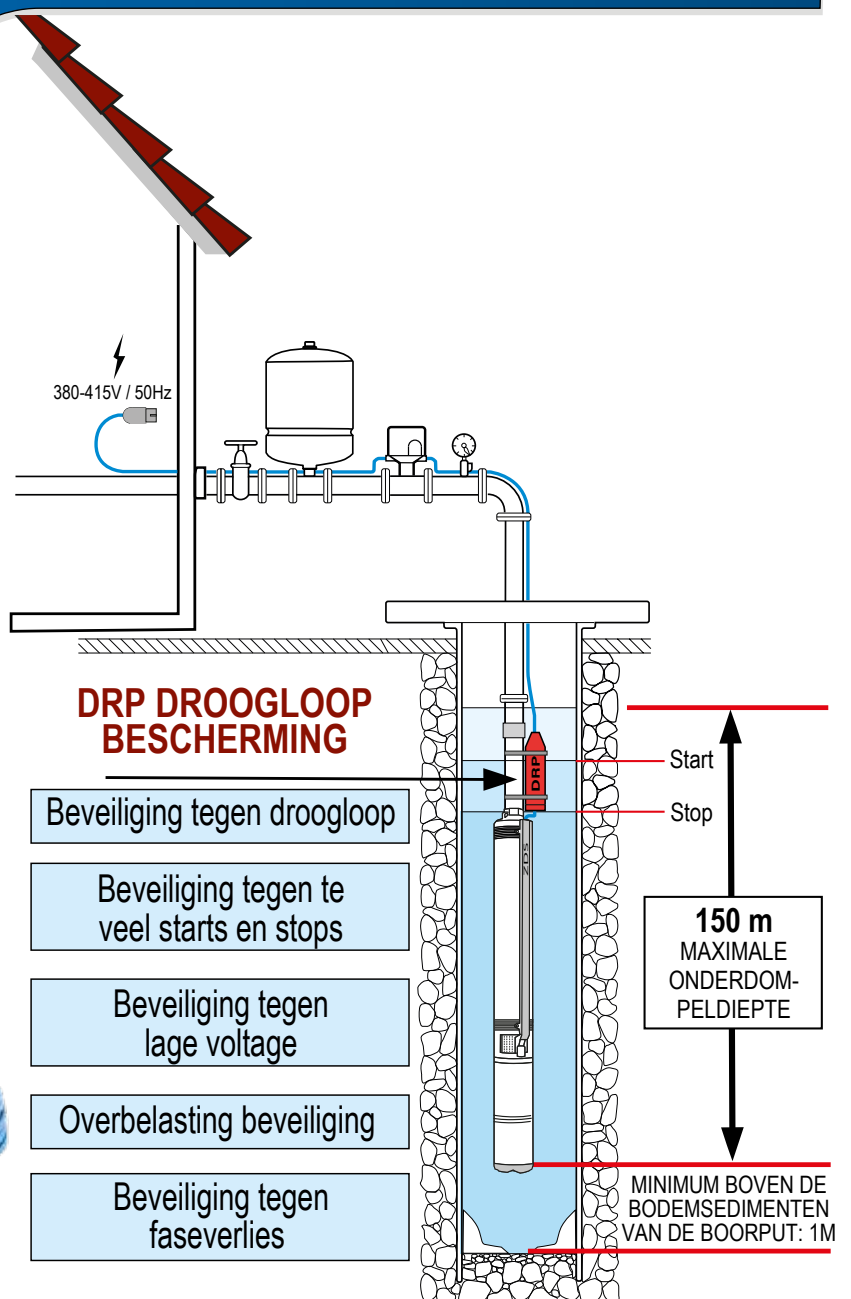 380-415V / 50Hz
DRP DROOGLOOP
BESCHERMING
DRP
Start
Stop
ZDS
Beveiliging tegen droogloop
Beveiliging tegen te
veel starts en stops
Beveiliging tegen
lage voltage
Overbelasting beveiliging
Beveiliging tegen
faseverlies
150 m
MAXIMALE
ONDERDOM-
PELDIEPTE
MINIMUM BOVEN DE
BODEMSEDIMENTEN
VAN DE BOORPUT: 1M